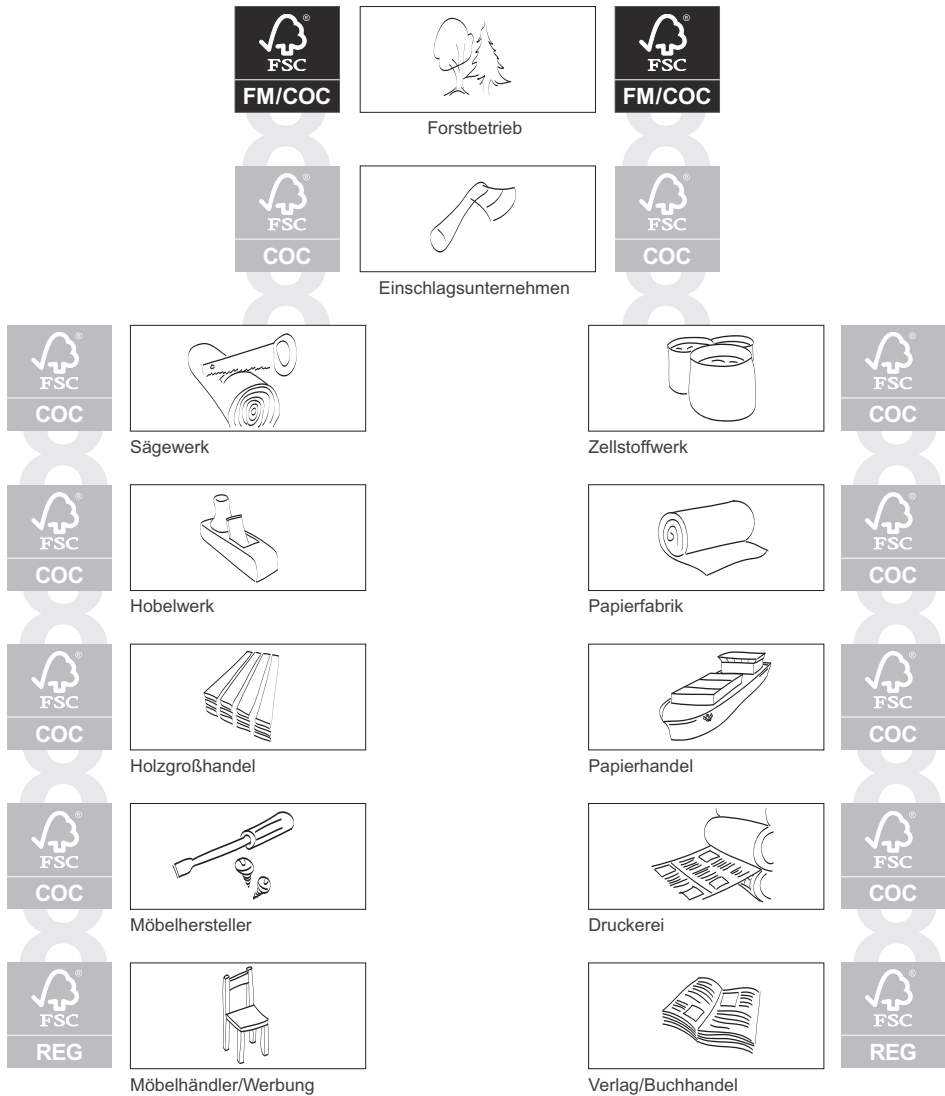 FSC ® FSC ®
FM/COC FM/COC
Forstbetrieb
FSC ® FSC ®
COC COC
Einschlagsunternehmen
FSC ® FSC ®
COC COC
Sägewerk Zellstoffwerk
FSC ® FSC ®
COC COC
Hobelwerk Papierfabrik
FSC ® FSC ®
COC COC
Holzgroßhandel Papierhandel
FSC ® FSC ®
COC COC
Möbelhersteller Druckerei
FSC ® FSC ®
REG REG
Möbelhändler/Werbung Verlag/Buchhandel